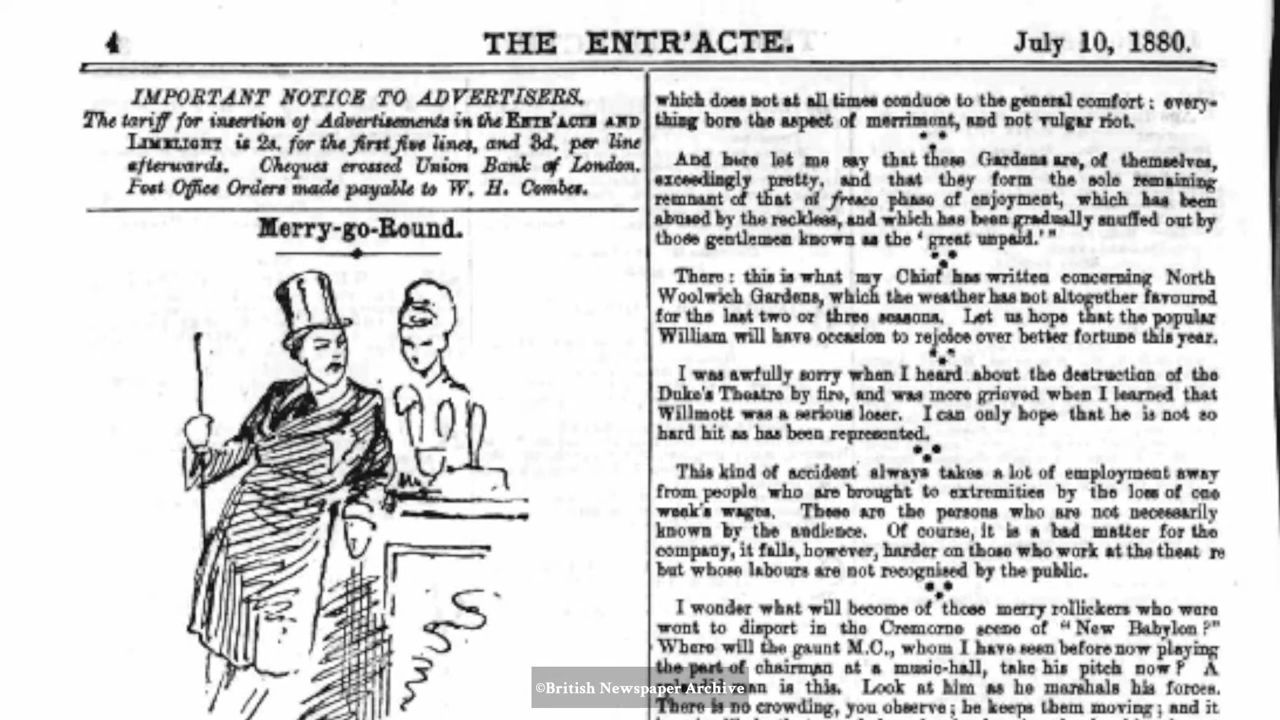 4
THE ENTR'ACTE.
July 10, 1880.
IMPORTANT NOTICE TO ADVERTISERS.
The tariff for insertion of Advertisements in the ENTR'ACTE AND
LIMELIGHT is 2s. for the first five lines, and 3d. per line
afterwards. Cheques crossed Union Bank of London.
Post Office Orders made payable to W. H. Combes.
Merry-go-Round.
which does not at all times conduce to the general comfort: every-
thing bore the aspect of merriment, and not vulgar riot.
And here let me say that these Gardens are, of themselves,
exceedingly pretty, and that they form the sole remaining
remnant of that al fresco phase of enjoyment, which has been
abused by the reckless, and which has been gradually snuffed out by
those gentlemen known as the 'great unpaid.'"
There: this is what my Chief has written concerning North
Woolwich Gardens, which the weather has not altogether favoured
for the last two or three seasons. Let us hope that the popular
William will have occasion to rejoice over better fortune this year.
I was awfully sorry when I heard about the destruction of the
Duke's Theatre by fire, and was more grieved when I learned that
Willmott was a serious loser. I can only hope that he is not so
hard hit as has been represented.
This kind of accident always takes a lot of employment away
from people who are brought to extremities by the loss of one
week's wages. These are the persons who are not necessarily
known by the audience. Of course, it is a bad matter for the
company, it falls, however, harder on those who work at the theat re
but whose labours are not recognised by the public.
I wonder what will become of those merry rollickers who were
wont to disport in the Cremorne scene of "New Babylon?"
Where will the gaunt M.C., whom I have seen before now playing
the part of chairman at a music-hall, take his pitch now? A
man is this. Look at him as he marshals his forces.
There is no crowding, you observe; he keeps them moving; and it
©British Newspaper Archive